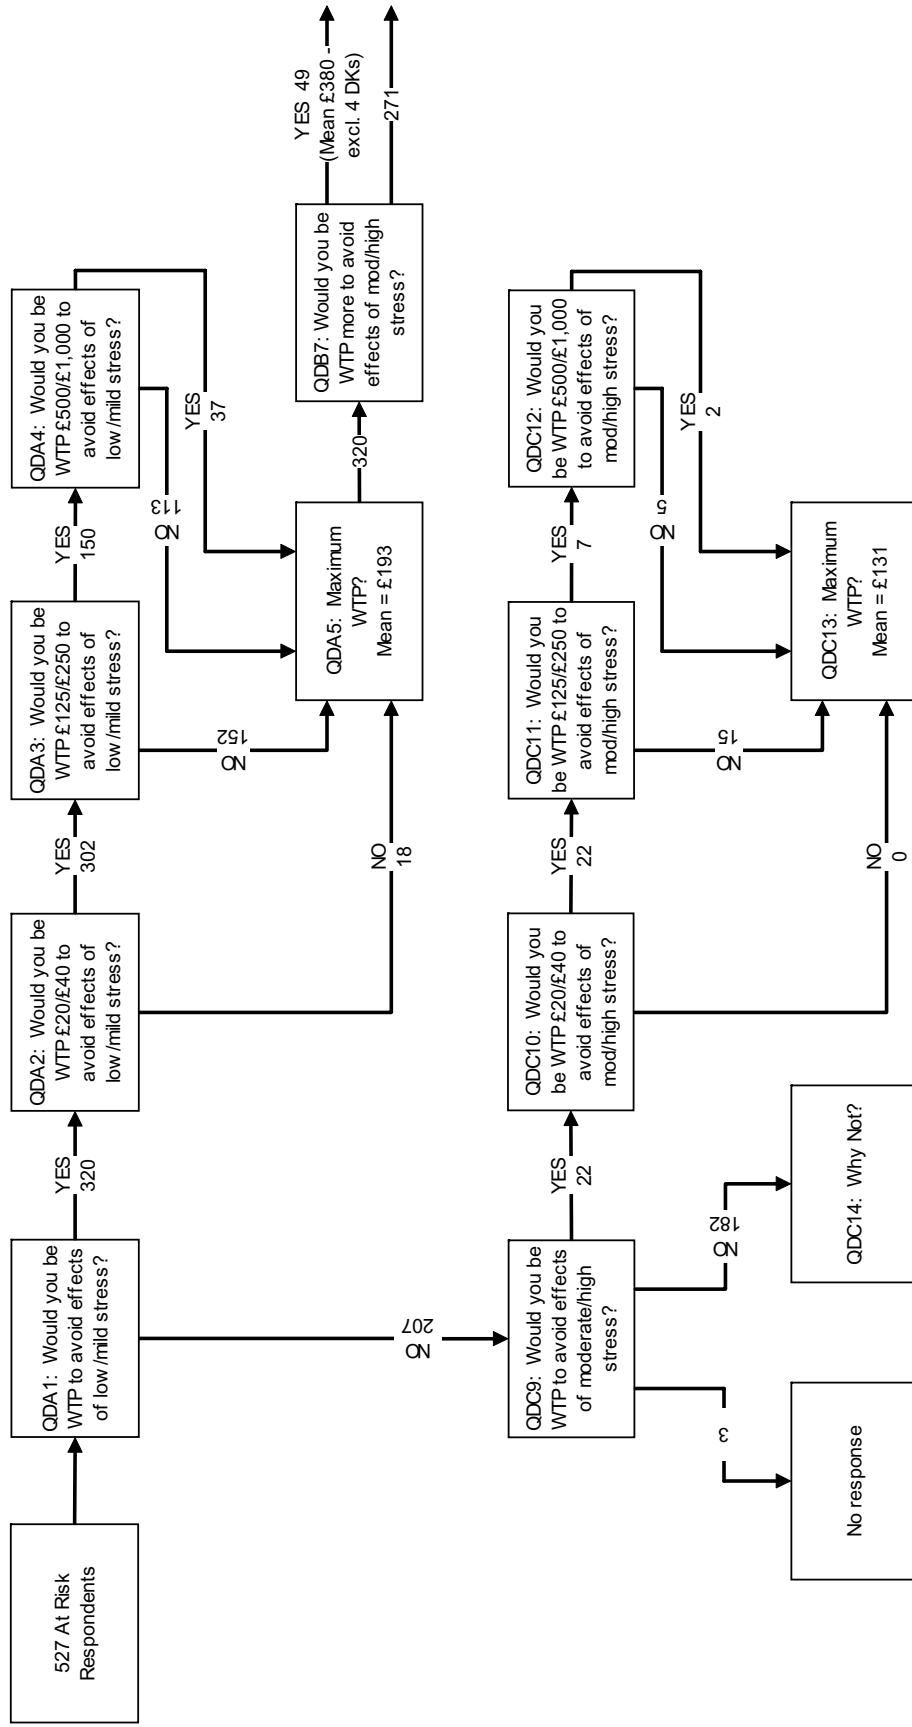 527 At Risk
Respondents
QDA1: Would you be
WTP to avoid effects
of low/mild stress?
YES
320
QDA2: Would you be
WTP £20/£40 to
avoid effects of
low/mild stress?
YES
302
QDA3: Would you be
WTP £125/£250 to
avoid effects of
low/mild stress?
YES
150
QDA4: Would you be
WTP £500/£1,000 to
avoid effects of
low/mild stress?
NO
18
NO
152
NO
113
YES
37
QDA5: Maximum
WTP?
Mean = £193
320
QDB7: Would you be
WTP more to avoid
effects of mod/high
stress?
YES 49
(Mean £380 -
excl. 4 DKs)
271
NO
207
QDC9: Would you be
WTP to avoid effects
of moderate/high
stress?
YES
22
QDC10: Would you
be WTP £20/£40 to
avoid effects of
mod/high stress?
YES
22
QDC11: Would you
be WTP £125/£250 to
avoid effects of
mod/high stress?
YES
7
QDC12: Would you
be WTP £500/£1,000
to avoid effects of
mod/high stress?
3
NO
182
NO
0
NO
15
NO
5
YES
2
No response
QDC14: Why Not?
QDC13: Maximum
WTP?
Mean = £131